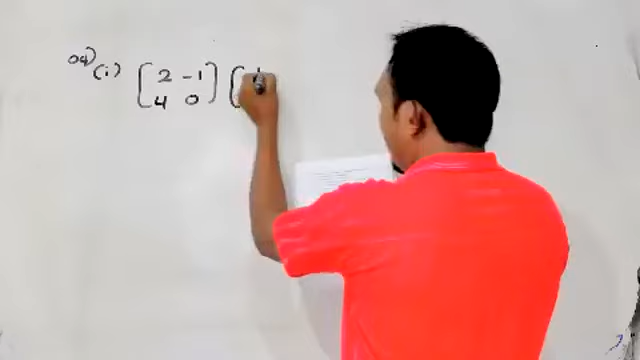 04) (i) [ 2 -1 ] [
[ 4 0 ]